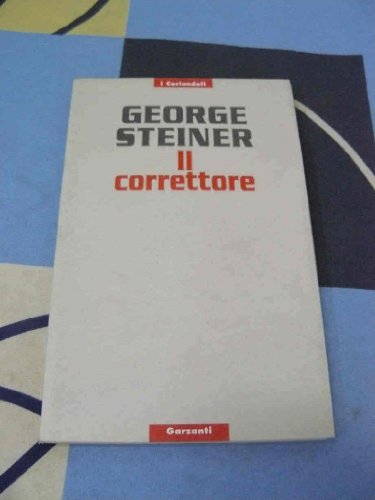 i Coriandoli
GEORGE
STEINER
Il
correttore
Garzanti